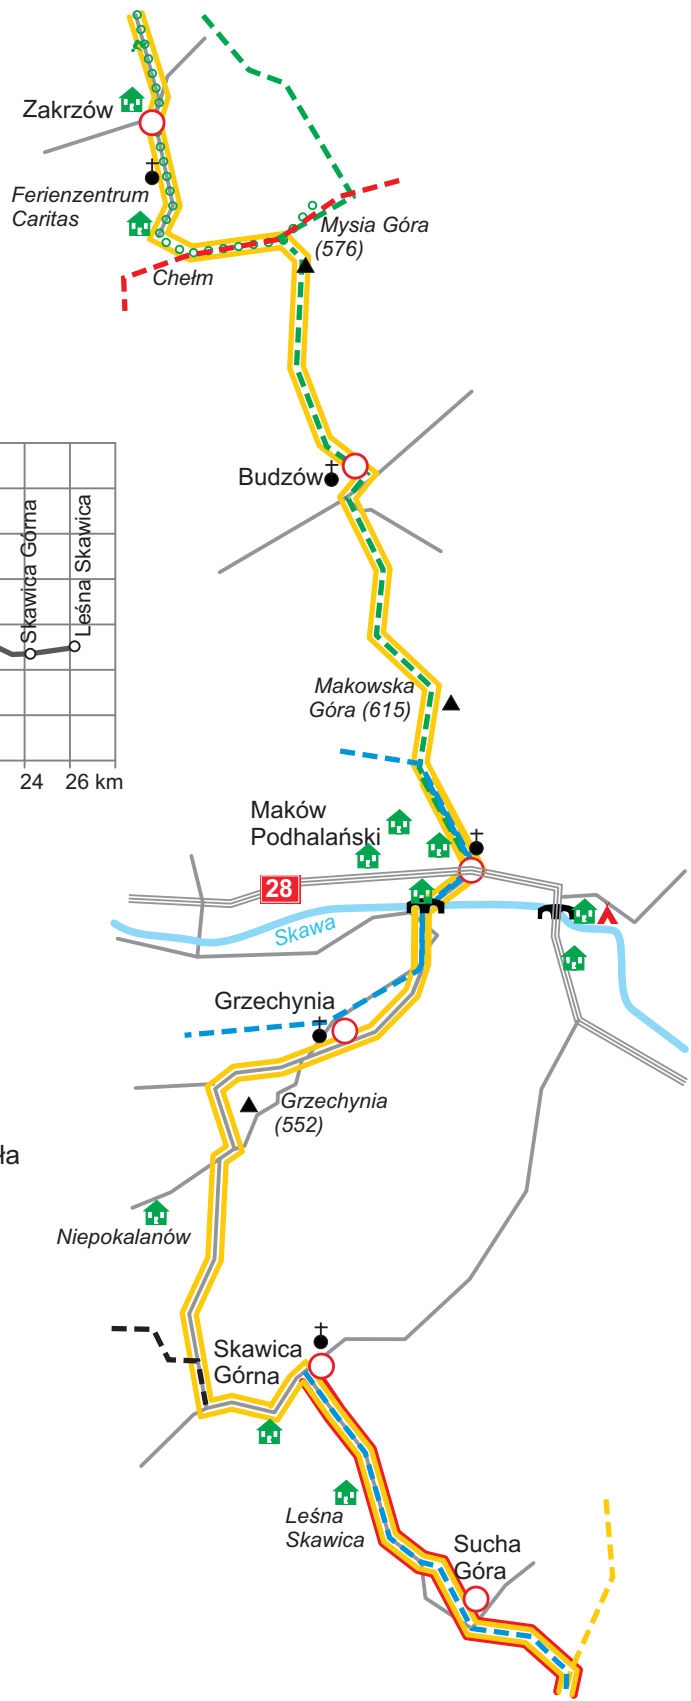 Zakrzów
Ferienzentrum
Caritas
Mysia Góra
(576)
Chełm
Budzów
Skawica Górna
Leśna Skawica
24
26 km
Makowska
Góra (615)
Maków
Podhalański
28
Skawa
Grzechynia
Grzechynia
(552)
ła
Niepokalanów
Skawica
Górna
Leśna
Skawica
Sucha
Góra